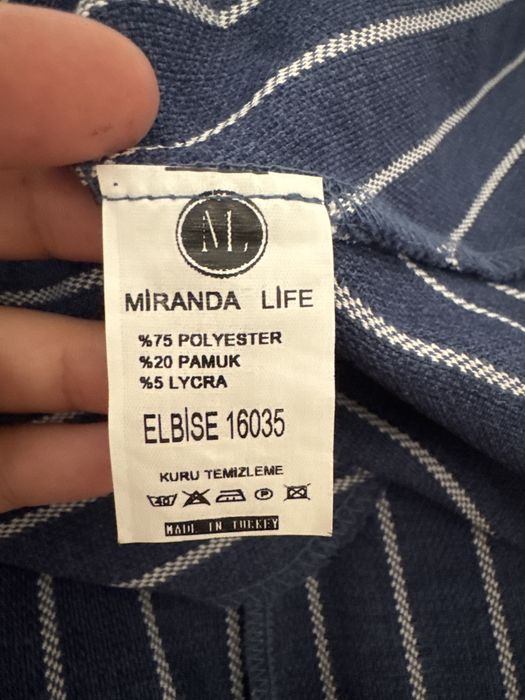 ML
MİRANDA LİFE
%75 POLYESTER
%20 PAMUK
%5 LYCRA
ELBİSE 16035
KURU TEMİZLEME
MADE IN TURKEY